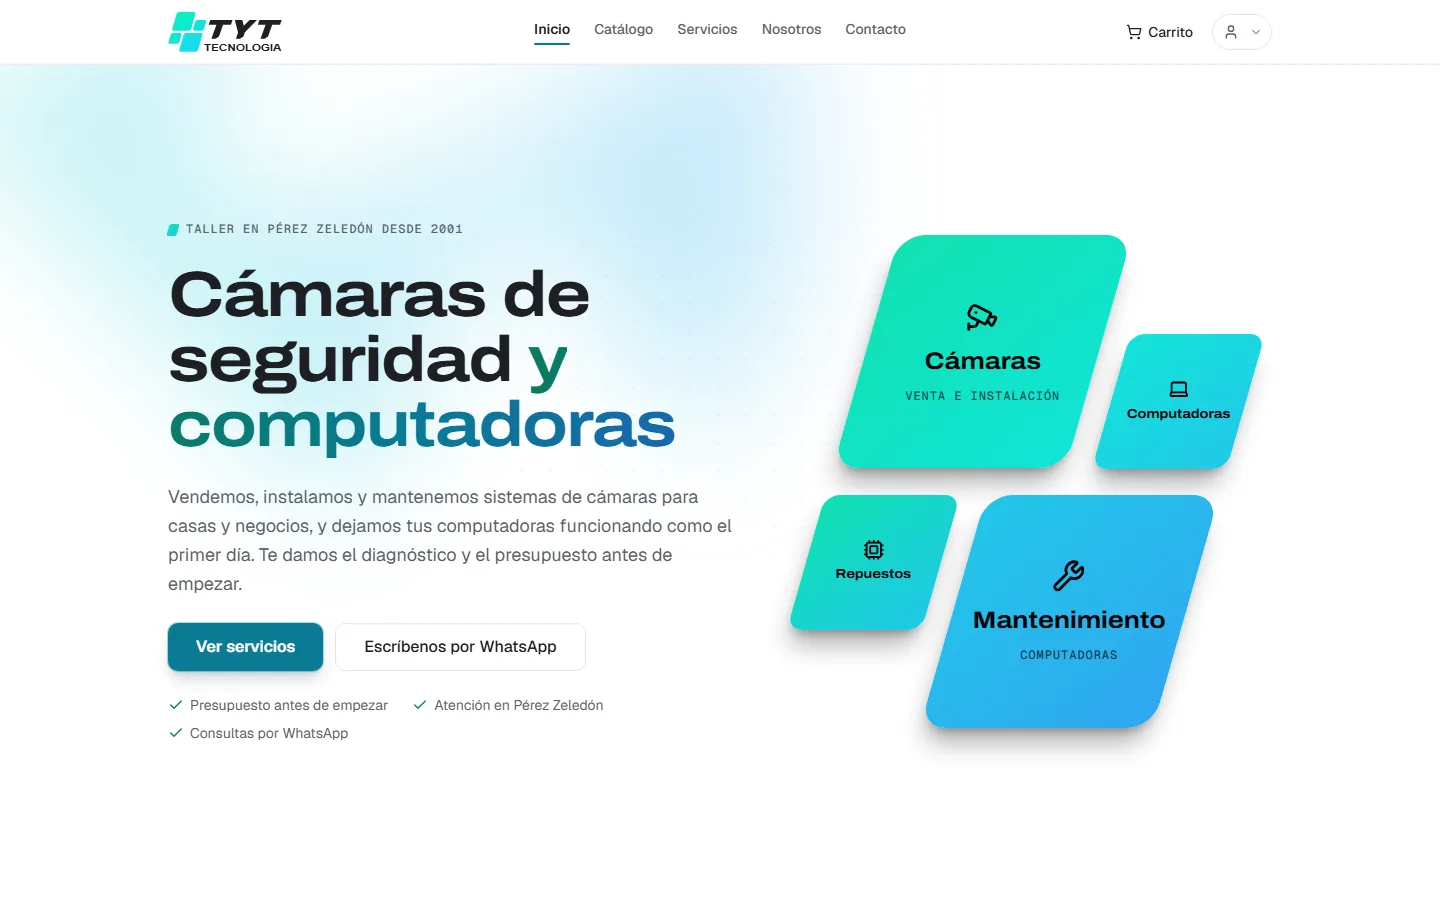 TYT
TECNOLOGIA
Inicio
Catálogo
Servicios
Nosotros
Contacto
Carrito
TALLER EN PÉREZ ZELEDÓN DESDE 2001
Cámaras de
seguridad y
computadoras
Vendemos, instalamos y mantenemos sistemas de cámaras para
casas y negocios, y dejamos tus computadoras funcionando como el
primer día. Te damos el diagnóstico y el presupuesto antes de
empezar.
Ver servicios
Escríbenos por WhatsApp
Presupuesto antes de empezar
Atención en Pérez Zeledón
Consultas por WhatsApp
Cámaras
VENTA E INSTALACIÓN
Computadoras
Repuestos
Mantenimiento
COMPUTADORAS